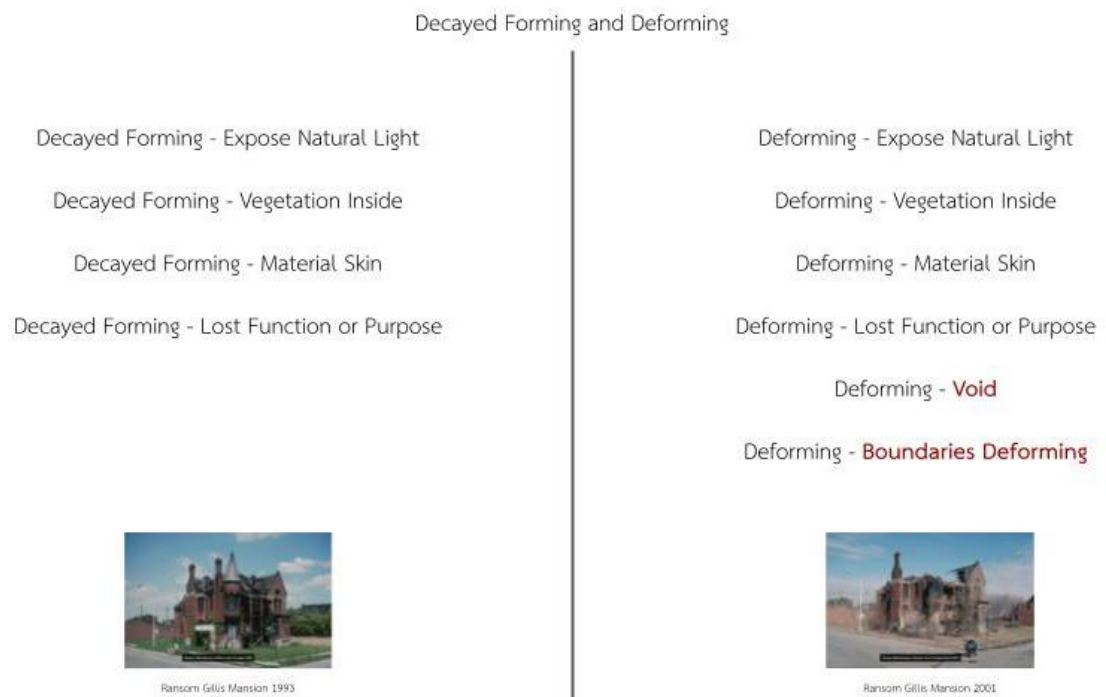 Decayed Forming and Deforming
Decayed Forming - Expose Natural Light
Decayed Forming - Vegetation Inside
Decayed Forming - Material Skin
Decayed Forming - Lost Function or Purpose
Ransom Gillis Mansion 1993
Deforming - Expose Natural Light
Deforming - Vegetation Inside
Deforming - Material Skin
Deforming - Lost Function or Purpose
Deforming - Void
Deforming - Boundaries Deforming
Ransom Gillis Mansion 2001